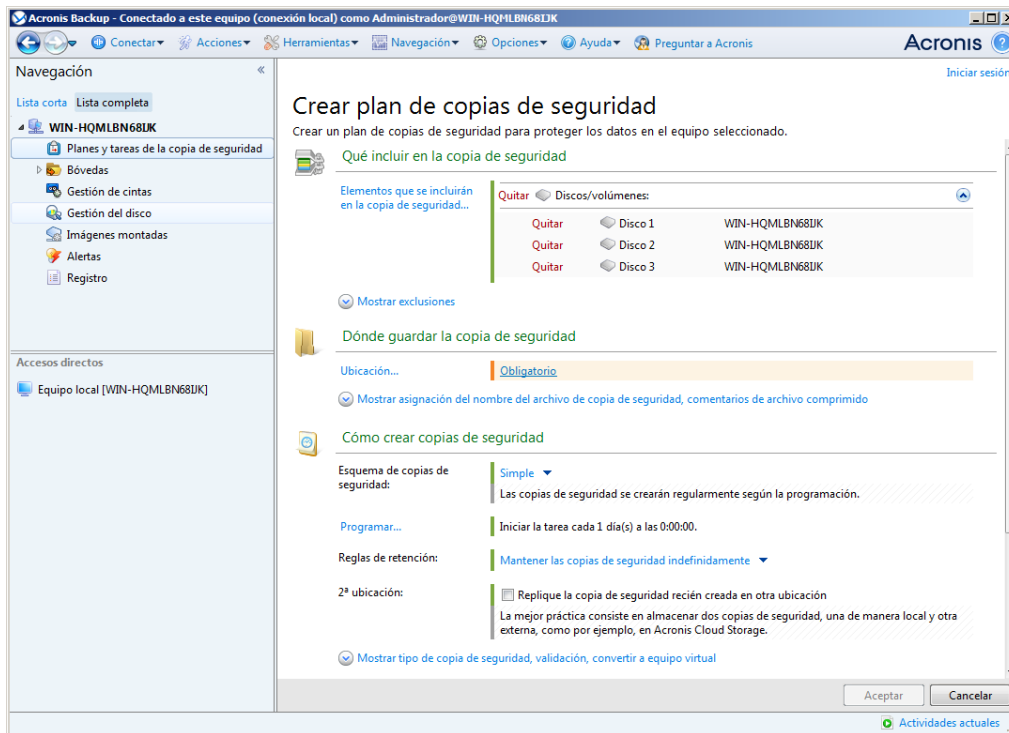 Acronis Backup - Conectado a este equipo (conexión local) como Administrador@WIN-HQMLBN68IJK
Conectar Acciones Herramientas Navegación Opciones Ayuda Preguntar a Acronis Acronis
Navegación
Lista corta Lista completa
WIN-HQMLBN68IJK
Planes y tareas de la copia de seguridad
Bóvedas
Gestión de cintas
Gestión del disco
Imágenes montadas
Alertas
Registro
Accesos directos
Equipo local [WIN-HQMLBN68IJK]
Iniciar sesión
Crear plan de copias de seguridad
Crear un plan de copias de seguridad para proteger los datos en el equipo seleccionado.
Qué incluir en la copia de seguridad
Elementos que se incluirán
en la copia de seguridad...
Quitar Discos/volúmenes:
Quitar Disco 1 WIN-HQMLBN68IJK
Quitar Disco 2 WIN-HQMLBN68IJK
Quitar Disco 3 WIN-HQMLBN68IJK
Mostrar exclusiones
Dónde guardar la copia de seguridad
Ubicación... Obligatorio
Mostrar asignación del nombre del archivo de copia de seguridad, comentarios de archivo comprimido
Cómo crear copias de seguridad
Esquema de copias de
seguridad:
Simple
Las copias de seguridad se crearán regularmente según la programación.
Programar... Iniciar la tarea cada 1 día(s) a las 0:00:00.
Reglas de retención: Mantener las copias de seguridad indefinidamente
2ª ubicación: Replique la copia de seguridad recién creada en otra ubicación
La mejor práctica consiste en almacenar dos copias de seguridad, una de manera local y otra
externa, como por ejemplo, en Acronis Cloud Storage.
Mostrar tipo de copia de seguridad, validación, convertir a equipo virtual
Aceptar Cancelar
Actividades actuales